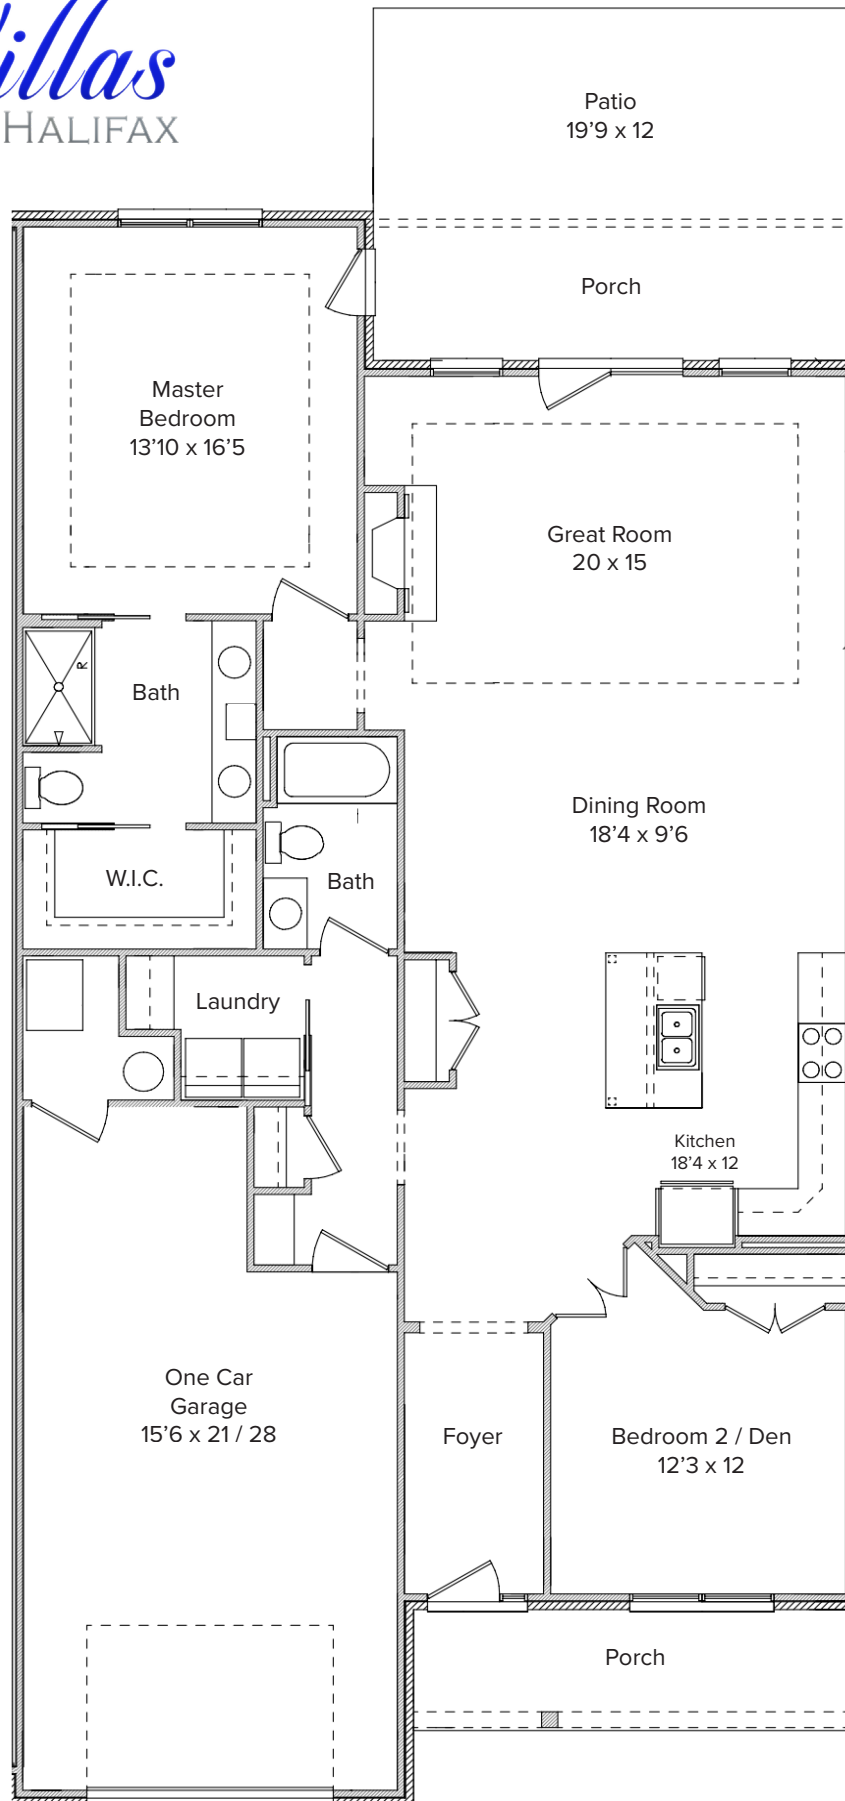 illas
HALIFAX
Patio
19'9 x 12
Porch
Master
Bedroom
13'10 x 16'5
Great Room
20 x 15
R
Bath
Dining Room
18'4 x 9'6
W.I.C.
Bath
Laundry
Kitchen
18'4 x 12
One Car
Garage
15'6 x 21 / 28
Foyer
Bedroom 2 / Den
12'3 x 12
Porch